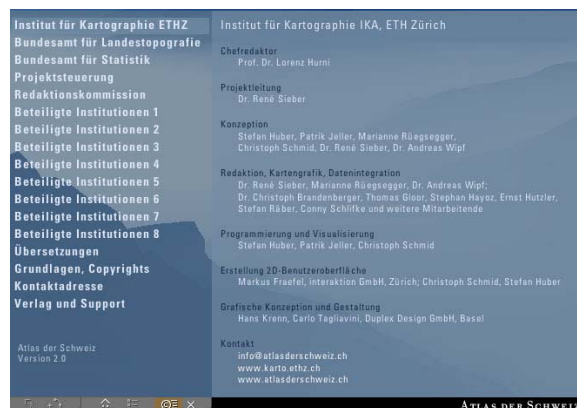 Institut für Kartographie ETHZ
Bundesamt für Landestopografie
Bundesamt für Statistik
Projektsteuerung
Redaktionskommission
Beteiligte Institutionen 1
Beteiligte Institutionen 2
Beteiligte Institutionen 3
Beteiligte Institutionen 4
Beteiligte Institutionen 5
Beteiligte Institutionen 6
Beteiligte Institutionen 7
Beteiligte Institutionen 8
Übersetzungen
Grundlagen, Copyrights
Kontaktadresse
Verlag und Support
Atlas der Schweiz
Version 2.0
Institut für Kartographie IKA, ETH Zürich
Chefredaktor
Prof. Dr. Lorenz Hurni
Projektleitung
Dr. René Sieber
Konzeption
Stefan Huber, Patrik Jeller, Marianne Rüegsegger,
Christoph Schmid, Dr. René Sieber, Dr. Andreas Wipf
Redaktion, Kartengrafik, Datenintegration
Dr. René Sieber, Marianne Rüegsegger, Dr. Andreas Wipf;
Dr. Christoph Brandenberger, Thomas Gloor, Stephan Hayoz, Ernst Hutzler,
Stefan Räber, Conny Schlifke und weitere Mitarbeitende
Programmierung und Visualisierung
Stefan Huber, Patrik Jeller, Christoph Schmid
Erstellung 2D-Benutzeroberfläche
Markus Fraefel, interaktion GmbH, Zürich; Christoph Schmid, Stefan Huber
Grafische Konzeption und Gestaltung
Hans Krenn, Carlo Tagliavini, Duplex Design GmbH, Basel
Kontakt
info@atlasderschweiz.ch
www.karto.ethz.ch
www.atlasderschweiz.ch
ATLAS DER SCHWEIZ